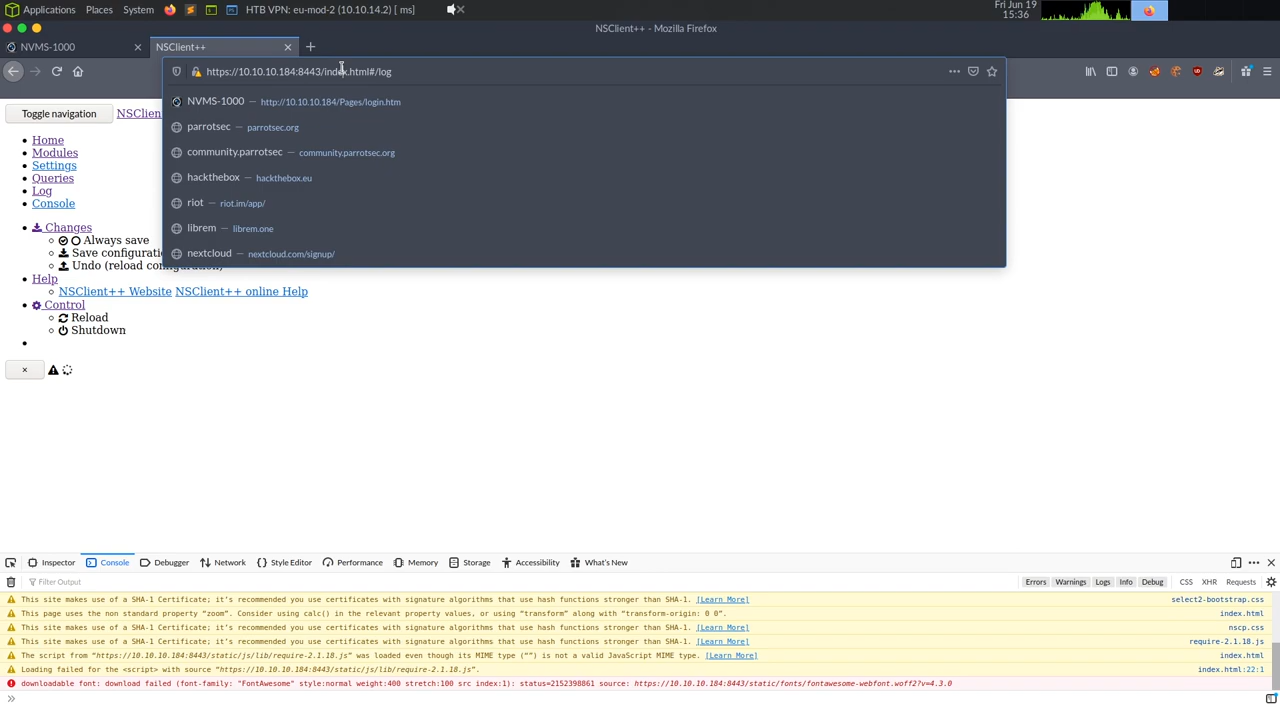 Applications Places System HTB VPN: eu-mod-2 (10.10.14.2) [ ms] Fri Jun 19
15:36
NSClient++ - Mozilla Firefox
NVMS-1000 × NSClient++ × +
https://10.10.10.184:8443/index.html#/log
NVMS-1000 — http://10.10.10.184/Pages/login.htm
parrotsec — parrotsec.org
community.parrotsec — community.parrotsec.org
hackthebox — hackthebox.eu
riot — riot.im/app/
librem — librem.one
nextcloud — nextcloud.com/signup/
Toggle navigation NSClien
Home
Modules
Settings
Queries
Log
Console
Changes
Always save
Save configuratio
Undo (reload configuration)
Help
NSClient++ Website NSClient++ online Help
Control
Reload
Shutdown
×
Inspector Console Debugger Network Style Editor Performance Memory Storage Accessibility What's New
Filter Output Errors Warnings Logs Info Debug CSS XHR Requests
This site makes use of a SHA-1 Certificate; it's recommended you use certificates with signature algorithms that use hash functions stronger than SHA-1. [Learn More] select2-bootstrap.css
This page uses the non standard property “zoom”. Consider using calc() in the relevant property values, or using “transform” along with “transform-origin: 0 0”. index.html
This site makes use of a SHA-1 Certificate; it's recommended you use certificates with signature algorithms that use hash functions stronger than SHA-1. [Learn More] nscp.css
This site makes use of a SHA-1 Certificate; it's recommended you use certificates with signature algorithms that use hash functions stronger than SHA-1. [Learn More] require-2.1.18.js
The script from “https://10.10.10.184:8443/static/js/lib/require-2.1.18.js” was loaded even though its MIME type (“”) is not a valid JavaScript MIME type. [Learn More] index.html
Loading failed for the <script> with source “https://10.10.10.184:8443/static/js/lib/require-2.1.18.js”. index.html:22:1
downloadable font: download failed (font-family: "FontAwesome" style:normal weight:400 stretch:100 src index:1): status=2152398861 source: https://10.10.10.184:8443/static/fonts/fontawesome-webfont.woff2?v=4.3.0